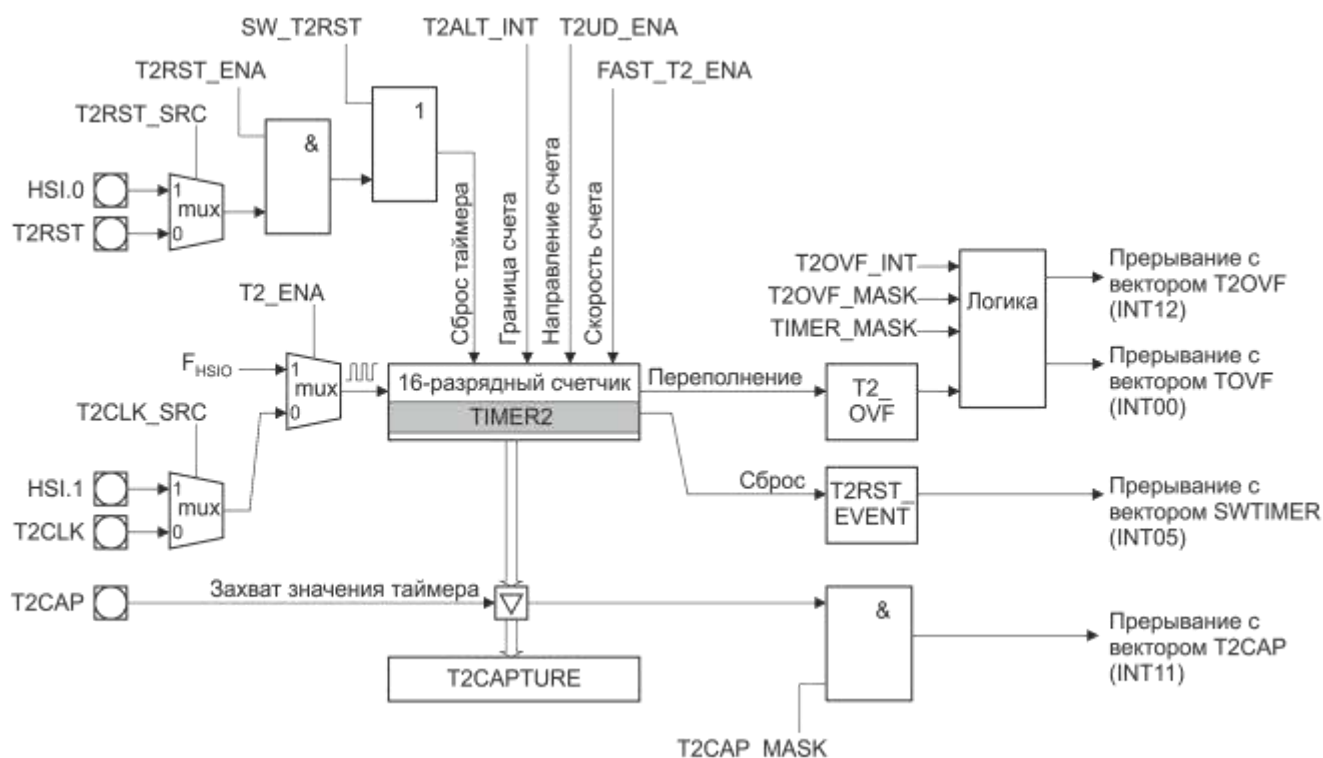 SW_T2RST
T2ALT_INT
T2UD_ENA
T2RST_ENA
FAST_T2_ENA
T2RST_SRC
1
&
HSI.0
1
mux
T2RST
0
Сброс таймера
Граница счета
Направление счета
Скорость счета
T2OVF_INT
T2OVF_MASK
TIMER_MASK
Логика
Прерывание с
вектором T2OVF
(INT12)
T2_ENA
FHSIO
1
mux
0
16-разрядный счетчик
TIMER2
Переполнение
T2_
OVF
Прерывание с
вектором TOVF
(INT00)
T2CLK_SRC
HSI.1
1
mux
T2CLK
0
Сброс
T2RST_
EVENT
Прерывание с
вектором SWTIMER
(INT05)
T2CAP
Захват значения таймера
&
Прерывание с
вектором T2CAP
(INT11)
T2CAPTURE
T2CAP_MASK